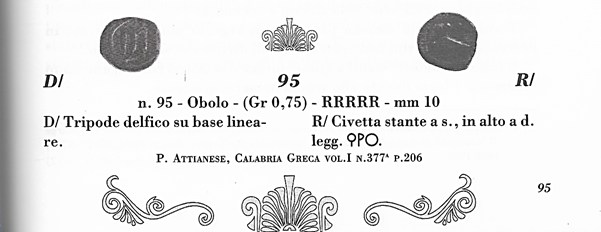 D/ 95 R/
n. 95 - Obolo - (Gr 0,75) - RRRRR - mm 10
D/ Tripode delfico su base linea-
re.
R/ Civetta stante a s., in alto a d.
legg. ϘΡΟ.
P. ATTIANESE, CALABRIA GRECA VOL.I N.377ᴬ P.206
95